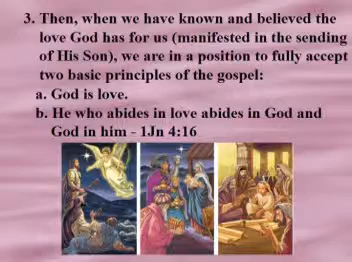 3. Then, when we have known and believed the
love God has for us (manifested in the sending
of His Son), we are in a position to fully accept
two basic principles of the gospel:
a. God is love.
b. He who abides in love abides in God and
God in him - 1Jn 4:16